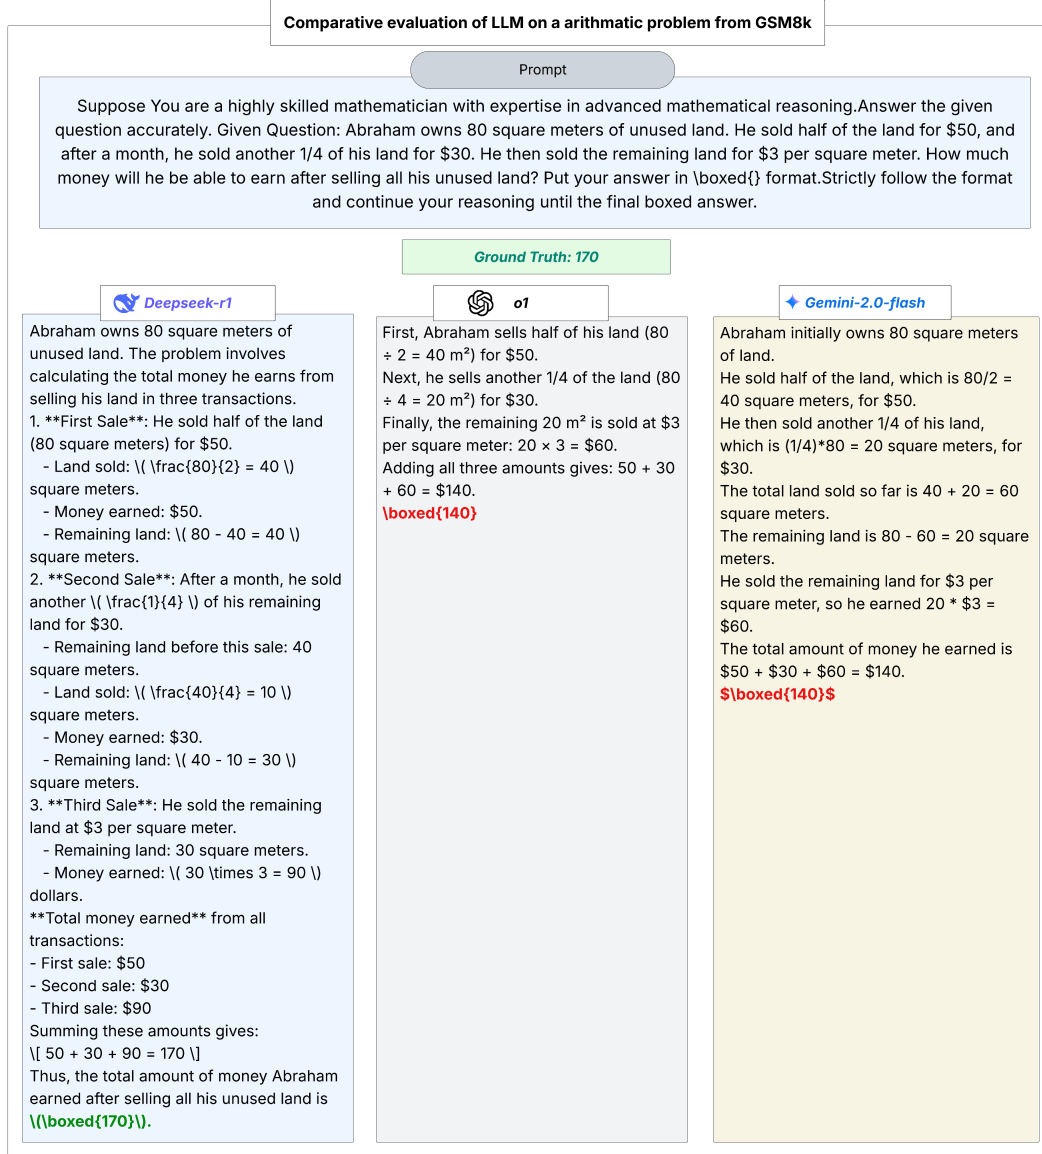 Comparative evaluation of LLM on a arithmatic problem from GSM8k
Prompt
Suppose You are a highly skilled mathematician with expertise in advanced mathematical reasoning.Answer the given
question accurately. Given Question: Abraham owns 80 square meters of unused land. He sold half of the land for $50, and
after a month, he sold another 1/4 of his land for $30. He then sold the remaining land for $3 per square meter. How much
money will he be able to earn after selling all his unused land? Put your answer in \boxed{} format.Strictly follow the format
and continue your reasoning until the final boxed answer.
Ground Truth: 170
Deepseek-r1
Abraham owns 80 square meters of
unused land. The problem involves
calculating the total money he earns from
selling his land in three transactions.
1. **First Sale**: He sold half of the land
(80 square meters) for $50.
- Land sold: \( \frac{80}{2} = 40 \)
square meters.
- Money earned: $50.
- Remaining land: \( 80 - 40 = 40 \)
square meters.
2. **Second Sale**: After a month, he sold
another \( \frac{1}{4} \) of his remaining
land for $30.
- Remaining land before this sale: 40
square meters.
- Land sold: \( \frac{40}{4} = 10 \)
square meters.
- Money earned: $30.
- Remaining land: \( 40 - 10 = 30 \)
square meters.
3. **Third Sale**: He sold the remaining
land at $3 per square meter.
- Remaining land: 30 square meters.
- Money earned: \( 30 \times 3 = 90 \)
dollars.
**Total money earned** from all
transactions:
- First sale: $50
- Second sale: $30
- Third sale: $90
Summing these amounts gives:
\[ 50 + 30 + 90 = 170 \]
Thus, the total amount of money Abraham
earned after selling all his unused land is
\(\boxed{170}\).
o1
First, Abraham sells half of his land (80
÷ 2 = 40 m²) for $50.
Next, he sells another 1/4 of the land (80
÷ 4 = 20 m²) for $30.
Finally, the remaining 20 m² is sold at $3
per square meter: 20 × 3 = $60.
Adding all three amounts gives: 50 + 30
+ 60 = $140.
\boxed{140}
Gemini-2.0-flash
Abraham initially owns 80 square meters
of land.
He sold half of the land, which is 80/2 =
40 square meters, for $50.
He then sold another 1/4 of his land,
which is (1/4)*80 = 20 square meters, for
$30.
The total land sold so far is 40 + 20 = 60
square meters.
The remaining land is 80 - 60 = 20 square
meters.
He sold the remaining land for $3 per
square meter, so he earned 20 * $3 =
$60.
The total amount of money he earned is
$50 + $30 + $60 = $140.
$\boxed{140}$